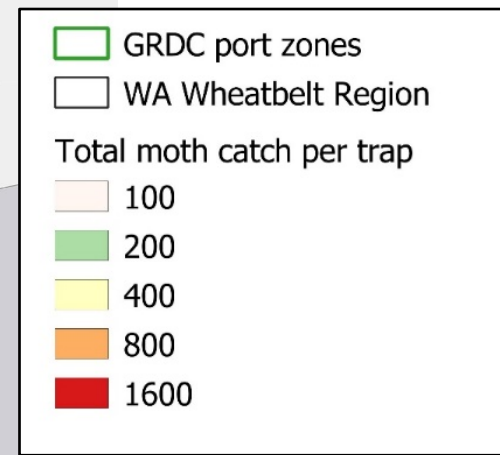 GRDC port zones
WA Wheatbelt Region
Total moth catch per trap
100
200
400
800
1600